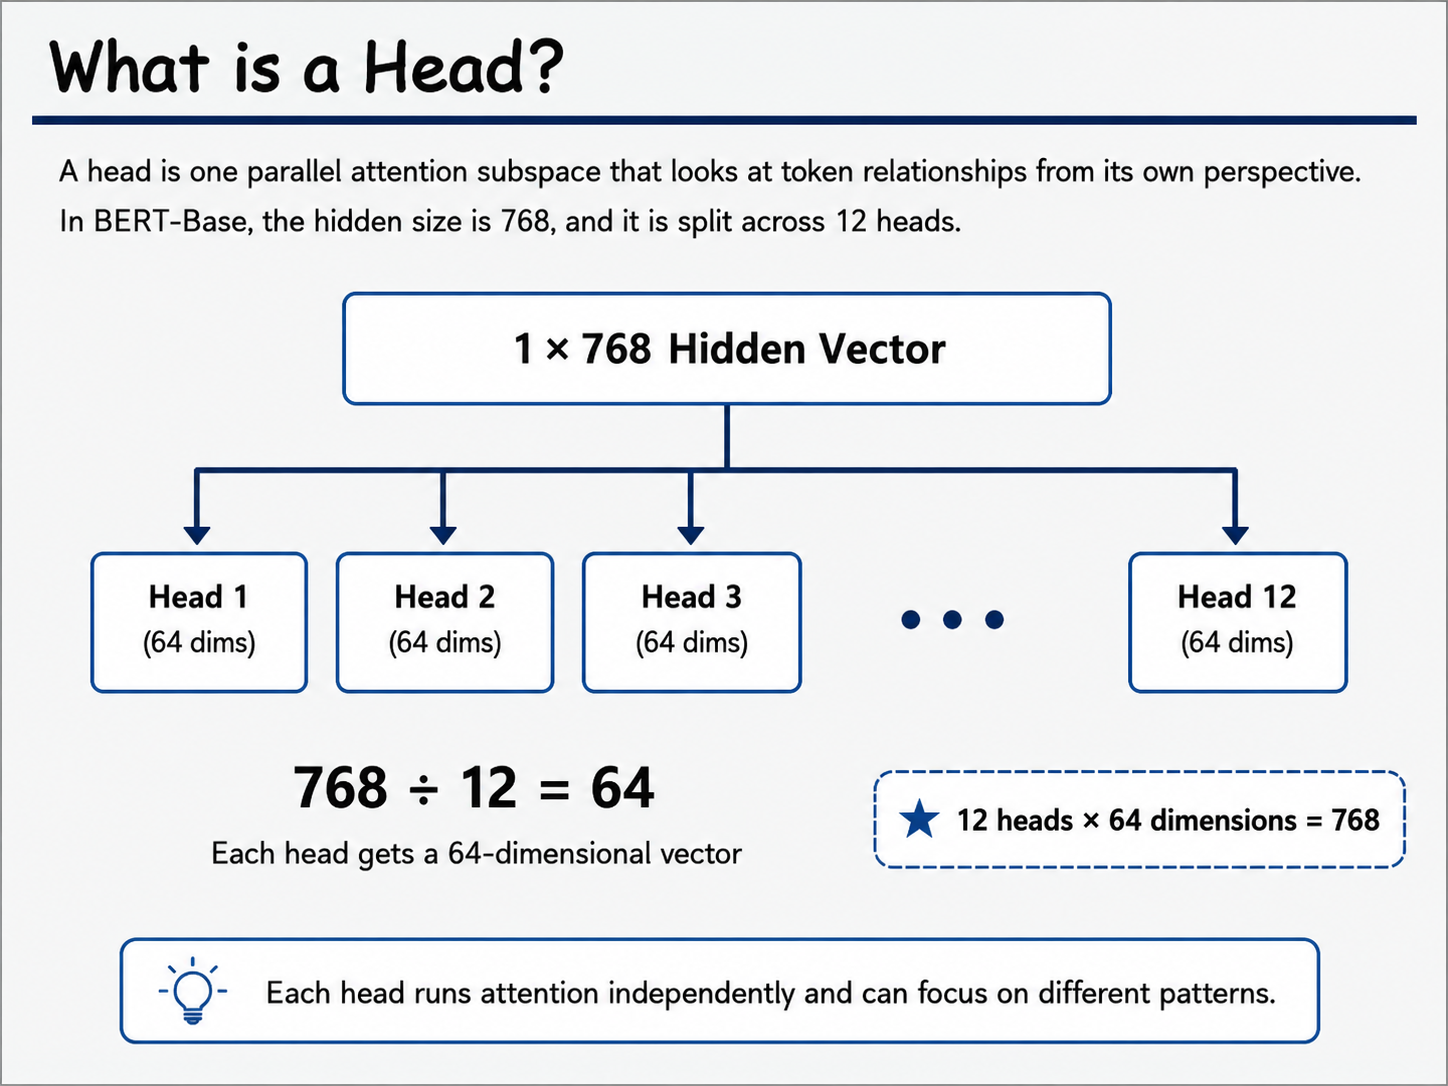 What is a Head?
A head is one parallel attention subspace that looks at token relationships from its own perspective.
In BERT-Base, the hidden size is 768, and it is split across 12 heads.
1 × 768 Hidden Vector
Head 1
(64 dims)
Head 2
(64 dims)
Head 3
(64 dims)
Head 12
(64 dims)
768 ÷ 12 = 64
Each head gets a 64-dimensional vector
12 heads × 64 dimensions = 768
Each head runs attention independently and can focus on different patterns.